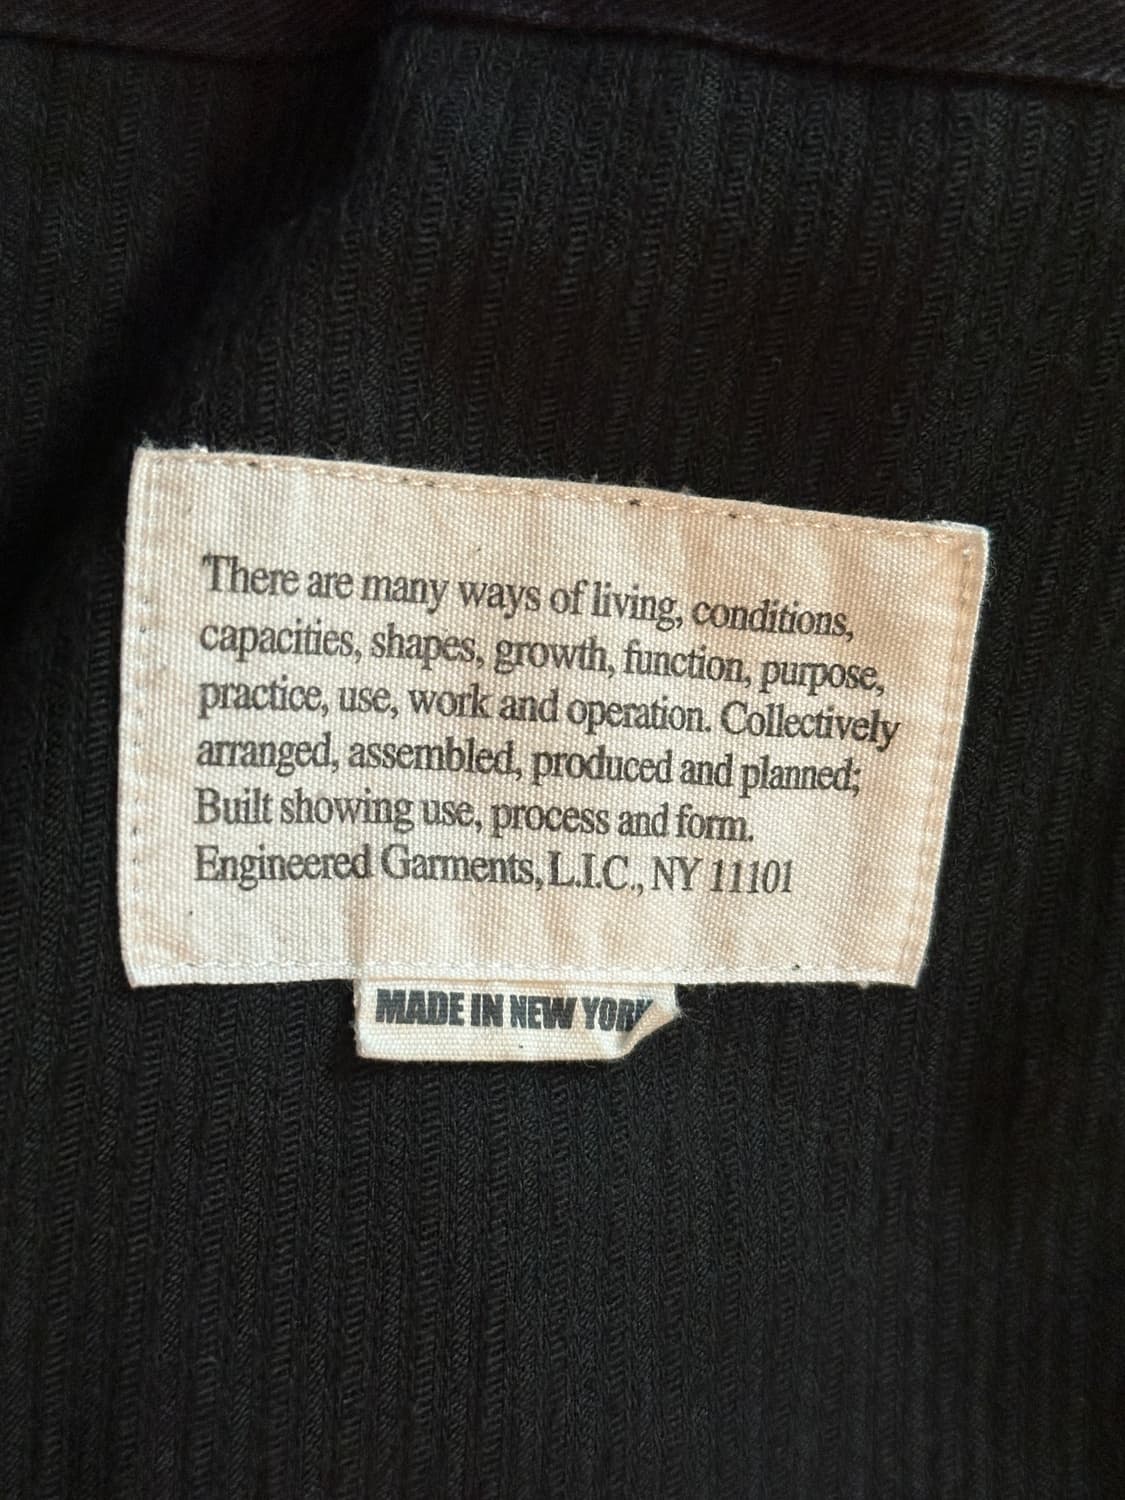 There are many ways of living, conditions,
capacities, shapes, growth, function, purpose,
practice, use, work and operation. Collectively
arranged, assembled, produced and planned;
Built showing use, process and form.
Engineered Garments, L.I.C., NY 11101
MADE IN NEW YORK